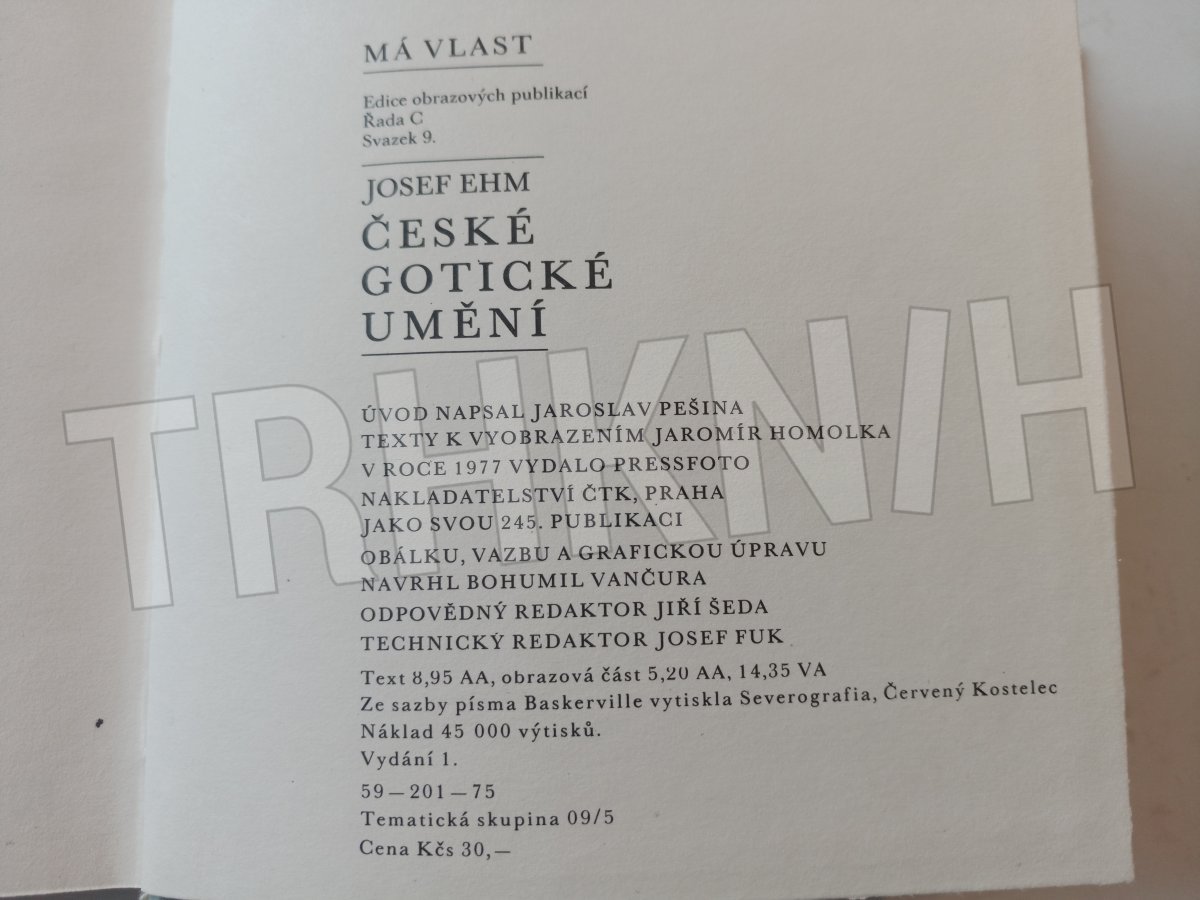 MÁ VLAST
Edice obrazových publikací
Řada C
Svazek 9.
JOSEF EHM
ČESKÉ
GOTICKÉ
UMĚNÍ
ÚVOD NAPSAL JAROSLAV PEŠINA
TEXTY K VYOBRAZENÍM JAROMÍR HOMOLKA
V ROCE 1977 VYDALO PRESSFOTO
NAKLADATELSTVÍ ČTK, PRAHA
JAKO SVOU 245. PUBLIKACI
OBÁLKU, VAZBU A GRAFICKOU ÚPRAVU
NAVRHL BOHUMIL VANČURA
ODPOVĚDNÝ REDAKTOR JIŘÍ ŠEDA
TECHNICKÝ REDAKTOR JOSEF FUK
Text 8,95 AA, obrazová část 5,20 AA, 14,35 VA
Ze sazby písma Baskerville vytiskla Severografia, Červený Kostelec
Náklad 45 000 výtisků.
Vydání 1.
59—201—75
Tematická skupina 09/5
Cena Kčs 30,—
TRHKNIH